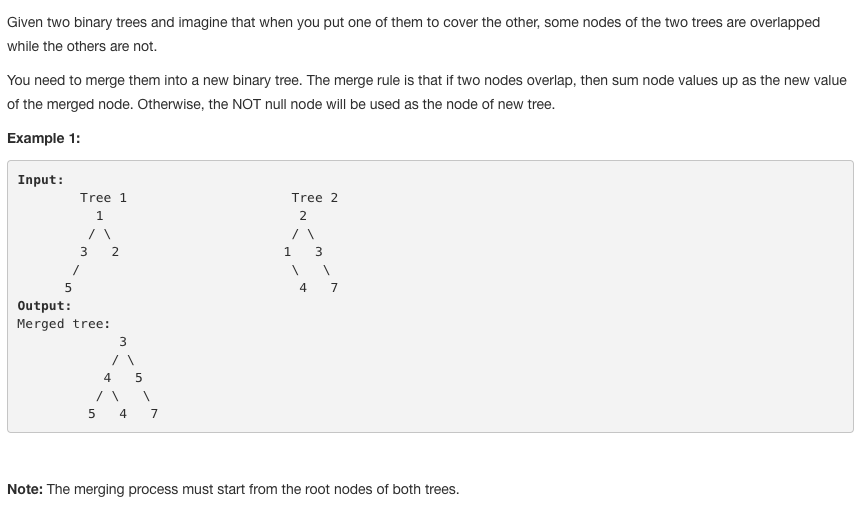 Given two binary trees and imagine that when you put one of them to cover the other, some nodes of the two trees are overlapped
while the others are not.
You need to merge them into a new binary tree. The merge rule is that if two nodes overlap, then sum node values up as the new value
of the merged node. Otherwise, the NOT null node will be used as the node of new tree.
Example 1:
Input:
        Tree 1                     Tree 2
          1                         2
         / \                       / \
        3   2                     1   3
       /                           \   \
      5                             4   7
Output:
Merged tree:
             3
            / \
           4   5
          / \   \
         5   4   7
Note: The merging process must start from the root nodes of both trees.